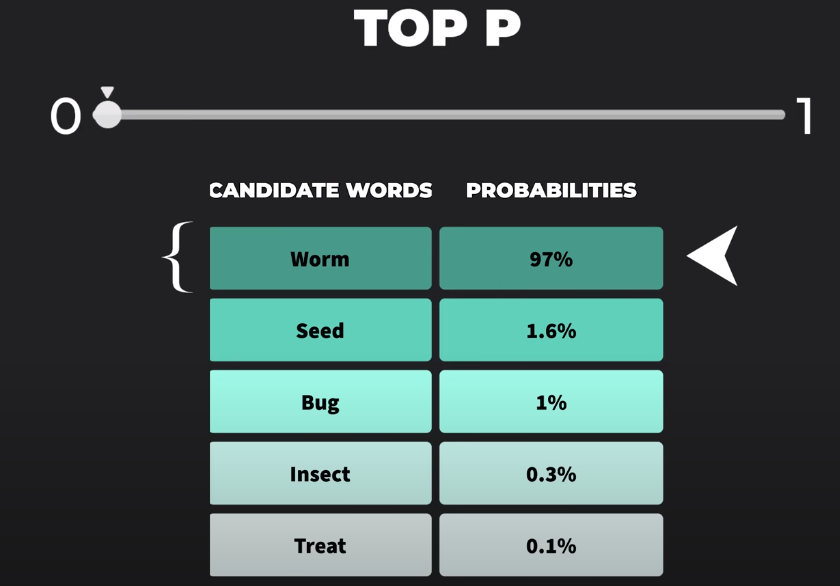 TOP P
0 1
CANDIDATE WORDS PROBABILITIES
{ Worm 97%
Seed 1.6%
Bug 1%
Insect 0.3%
Treat 0.1%